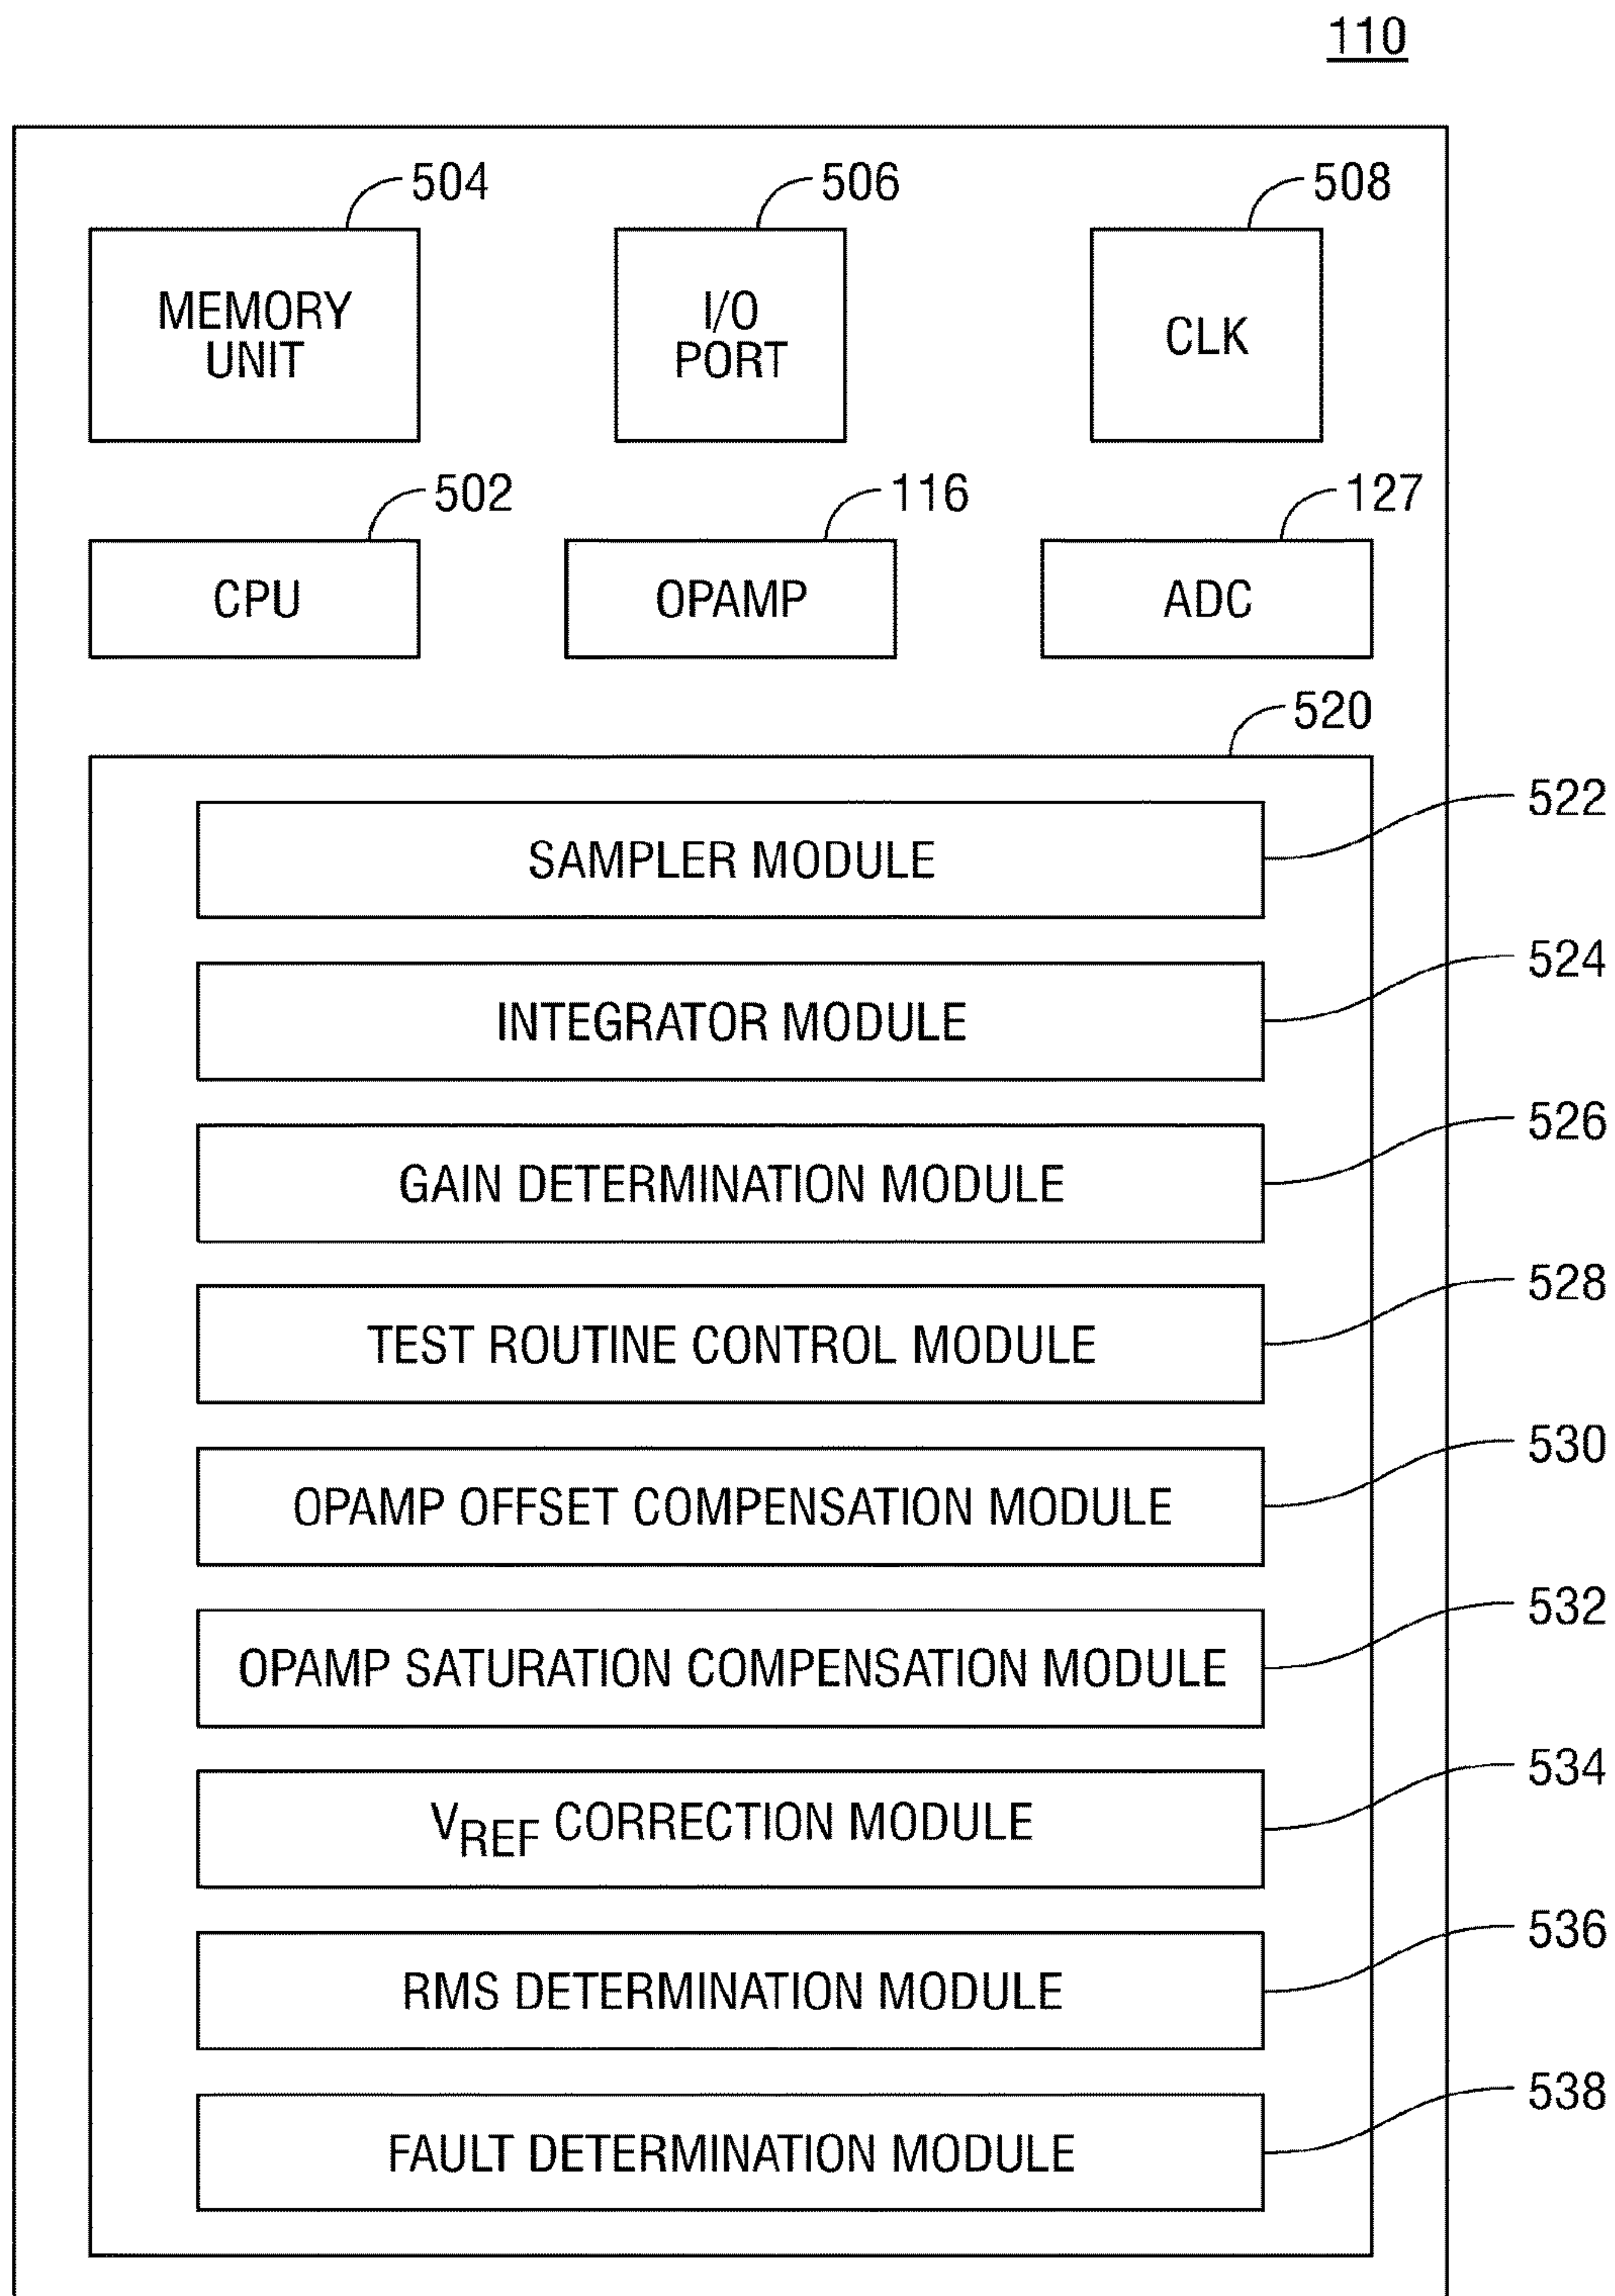 110
504
506
508
MEMORY
UNIT
I/O
PORT
CLK
502
116
127
CPU
OPAMP
ADC
520
SAMPLER MODULE
522
INTEGRATOR MODULE
524
GAIN DETERMINATION MODULE
526
TEST ROUTINE CONTROL MODULE
528
OPAMP OFFSET COMPENSATION MODULE
530
OPAMP SATURATION COMPENSATION MODULE
532
VREF CORRECTION MODULE
534
RMS DETERMINATION MODULE
536
FAULT DETERMINATION MODULE
538